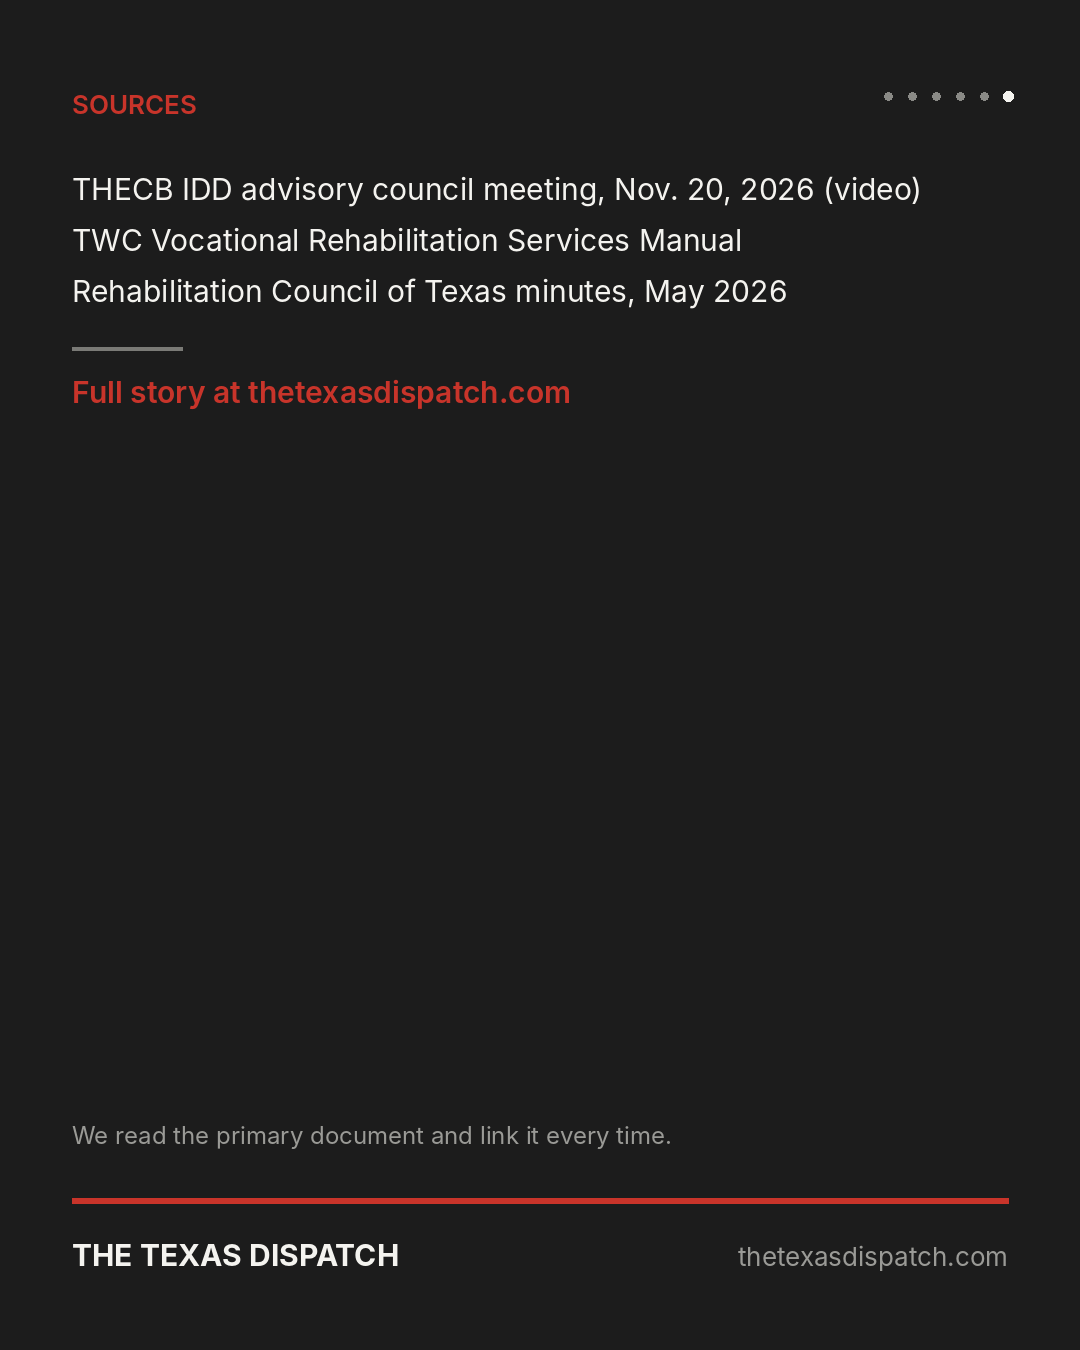 SOURCES
THECB IDD advisory council meeting, Nov. 20, 2026 (video)
TWC Vocational Rehabilitation Services Manual
Rehabilitation Council of Texas minutes, May 2026
Full story at thetexasdispatch.com
We read the primary document and link it every time.
THE TEXAS DISPATCH
thetexasdispatch.com